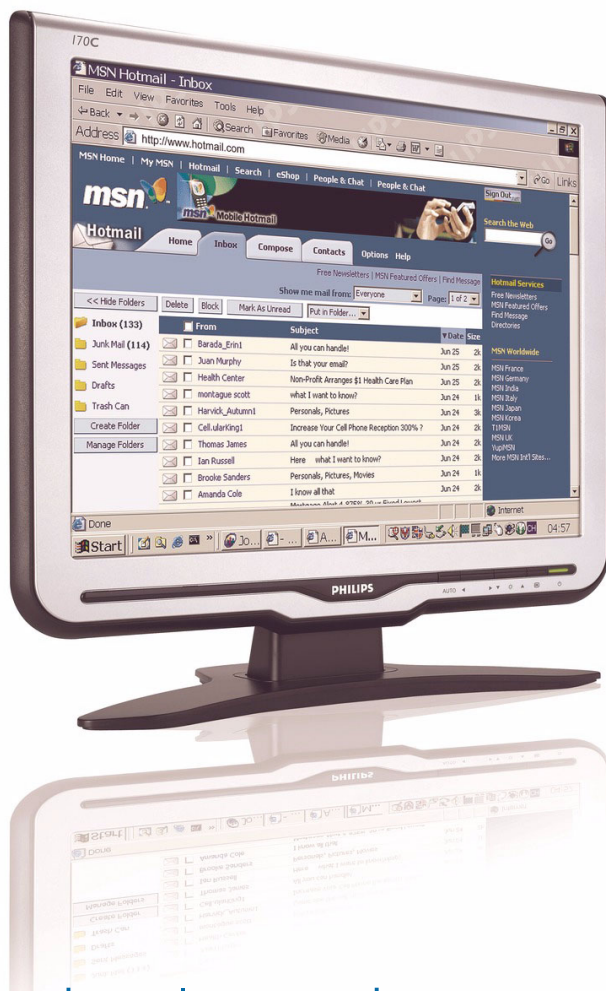 170C
MSN Hotmail - Inbox
File Edit View Favorites Tools Help
Back Search Favorites Media
Address http://www.hotmail.com Go Links
MSN Home | My MSN | Hotmail | Search | eShop | People & Chat | People & Chat
Sign Out
msn
msn Mobile Hotmail
Search the Web
Go
Hotmail
Home Inbox Compose Contacts Options Help
Free Newsletters | MSN Featured Offers | Find Message
Show me mail from: Everyone Page: 1 of 2
<< Hide Folders Delete Block Mark As Unread Put in Folder...
From Subject Date Size
Inbox (133)
Junk Mail (114)
Sent Messages
Drafts
Trash Can
Create Folder
Manage Folders
Barada_Erin1 All you can handle! Jun 25 2k
Juan Murphy Is that your email? Jun 25 2k
Health Center Non-Profit Arranges $1 Health Care Plan Jun 25 2k
montague scott what I want to know? Jun 24 1k
Harvick_Autumn1 Personals, Pictures Jun 24 3k
Cell.ularKing1 Increase Your Cell Phone Reception 300% ? Jun 24 2k
Thomas James All you can handle! Jun 24 2k
Ian Russell Here what I want to know? Jun 24 2k
Brooke Sanders Personals, Pictures, Movies Jun 24 1k
Amanda Cole I know all that Jun 24 2k
Hotmail Services
Free Newsletters
MSN Featured Offers
Find Message
Directories
MSN Worldwide
MSN France
MSN Germany
MSN India
MSN Italy
MSN Japan
MSN Korea
T1MSN
MSN UK
YupiMSN
More MSN Int'l Sites...
Done Internet
Start Jo... A... M... 04:57
PHILIPS
AUTO